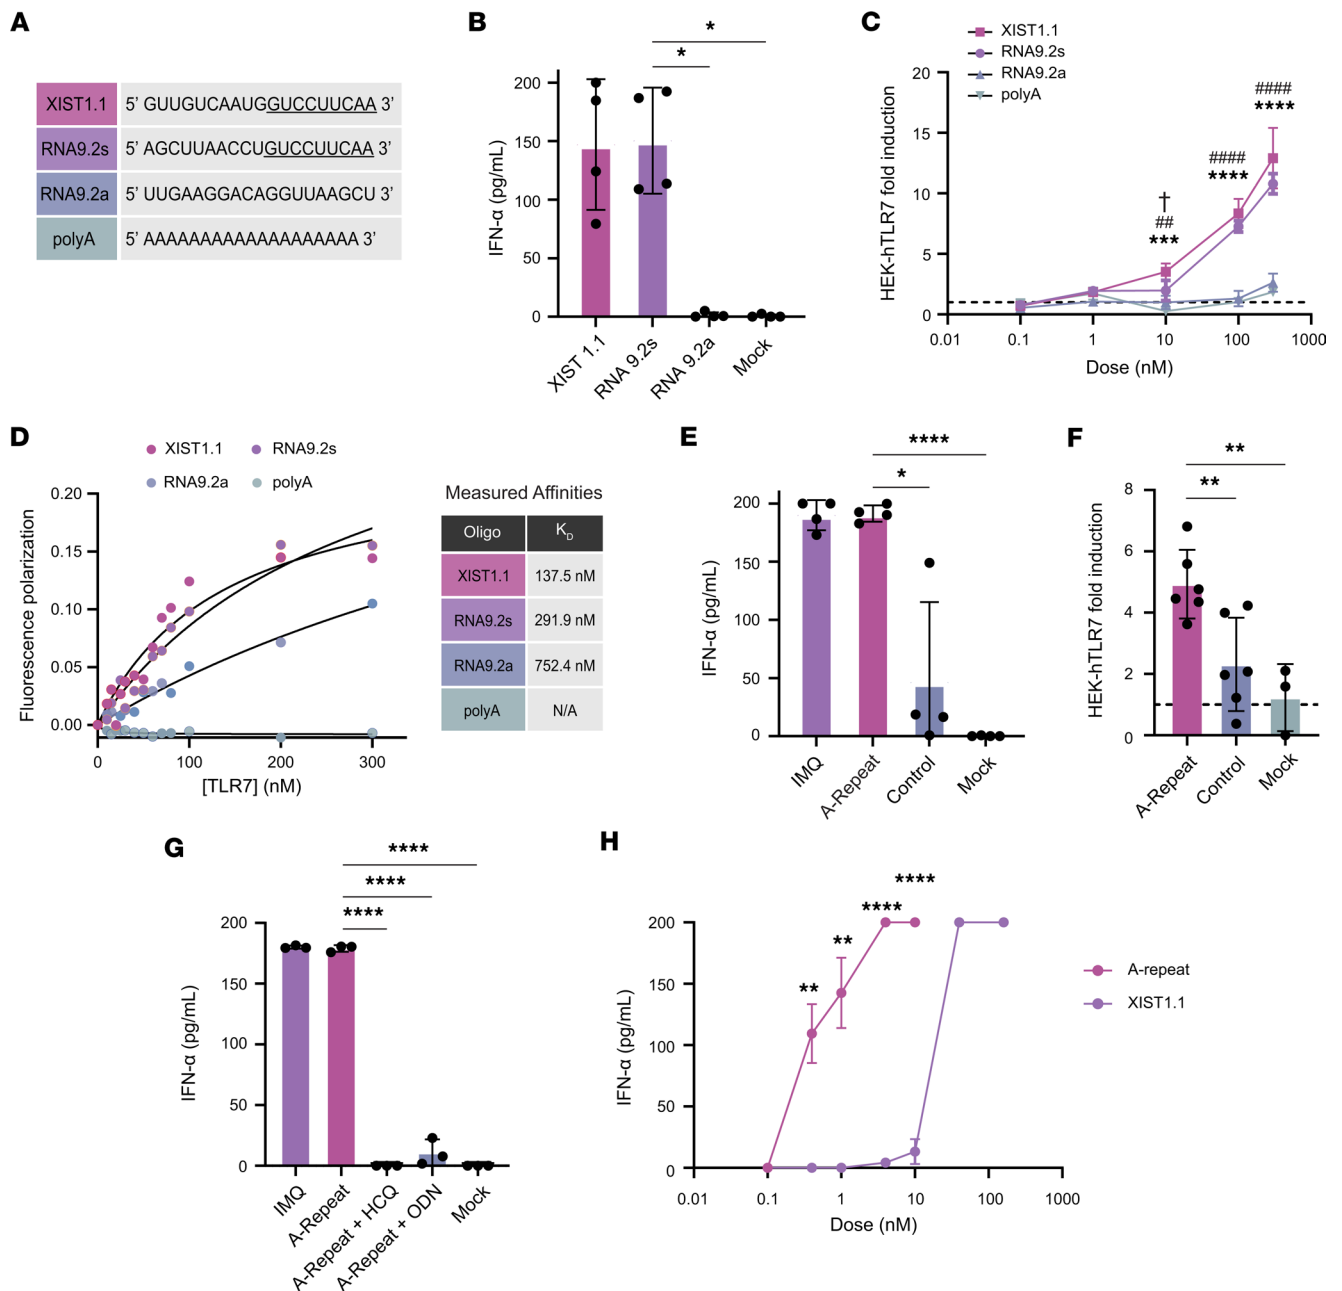 A
XIST1.1 5' GUUGUCAAUGGUCCUUCAA 3'
RNA9.2s 5' AGCUUAACCUGUCCUUCAA 3'
RNA9.2a 5' UUGAAGGACAGGUUAAGCU 3'
polyA 5' AAAAAAAAAAAAAAAAAAA 3'
B
*
*
200
150
100
50
0
IFN-α (pg/mL)
XIST 1.1
RNA 9.2s
RNA 9.2a
Mock
C
XIST1.1
RNA9.2s
RNA9.2a
polyA
20
15
10
5
0
HEK-hTLR7 fold induction
†
##
***
####
****
####
****
0.01 0.1 1 10 100 1000
Dose (nM)
D
XIST1.1 RNA9.2s
RNA9.2a polyA
0.20
0.15
0.10
0.05
0.00
Fluorescence polarization
0 100 200 300
[TLR7] (nM)
Measured Affinities
Oligo KD
XIST1.1 137.5 nM
RNA9.2s 291.9 nM
RNA9.2a 752.4 nM
polyA N/A
E
****
*
200
150
100
50
0
IFN-α (pg/mL)
IMQ
A-Repeat
Control
Mock
F
**
**
8
6
4
2
0
HEK-hTLR7 fold induction
A-Repeat
Control
Mock
G
****
****
****
200
150
100
50
0
IFN-α (pg/mL)
IMQ
A-Repeat
A-Repeat + HCQ
A-Repeat + ODN
Mock
H
****
****
**
**
200
150
100
50
0
IFN-α (pg/mL)
0.01 0.1 1 10 100 1000
Dose (nM)
A-repeat
XIST1.1